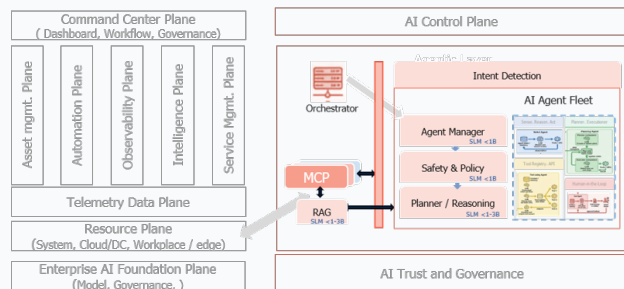 Command Center Plane
( Dashboard, Workflow, Governance)
Asset mgmt. Plane
Automation Plane
Observability Plane
Intelligence Plane
Service Mgmt. Plane
Telemetry Data Plane
Resource Plane
(System, Cloud/DC, Workplace / edge)
Enterprise AI Foundation Plane
(Model, Governance, )
AI Control Plane
Intent Detection
Orchestrator
AI Agent Fleet
Agent Manager
SLM <1B
Safety & Policy
SLM <1B
MCP
Planner / Reasoning
SLM <1-3B
RAG
SLM <1-3B
AI Trust and Governance